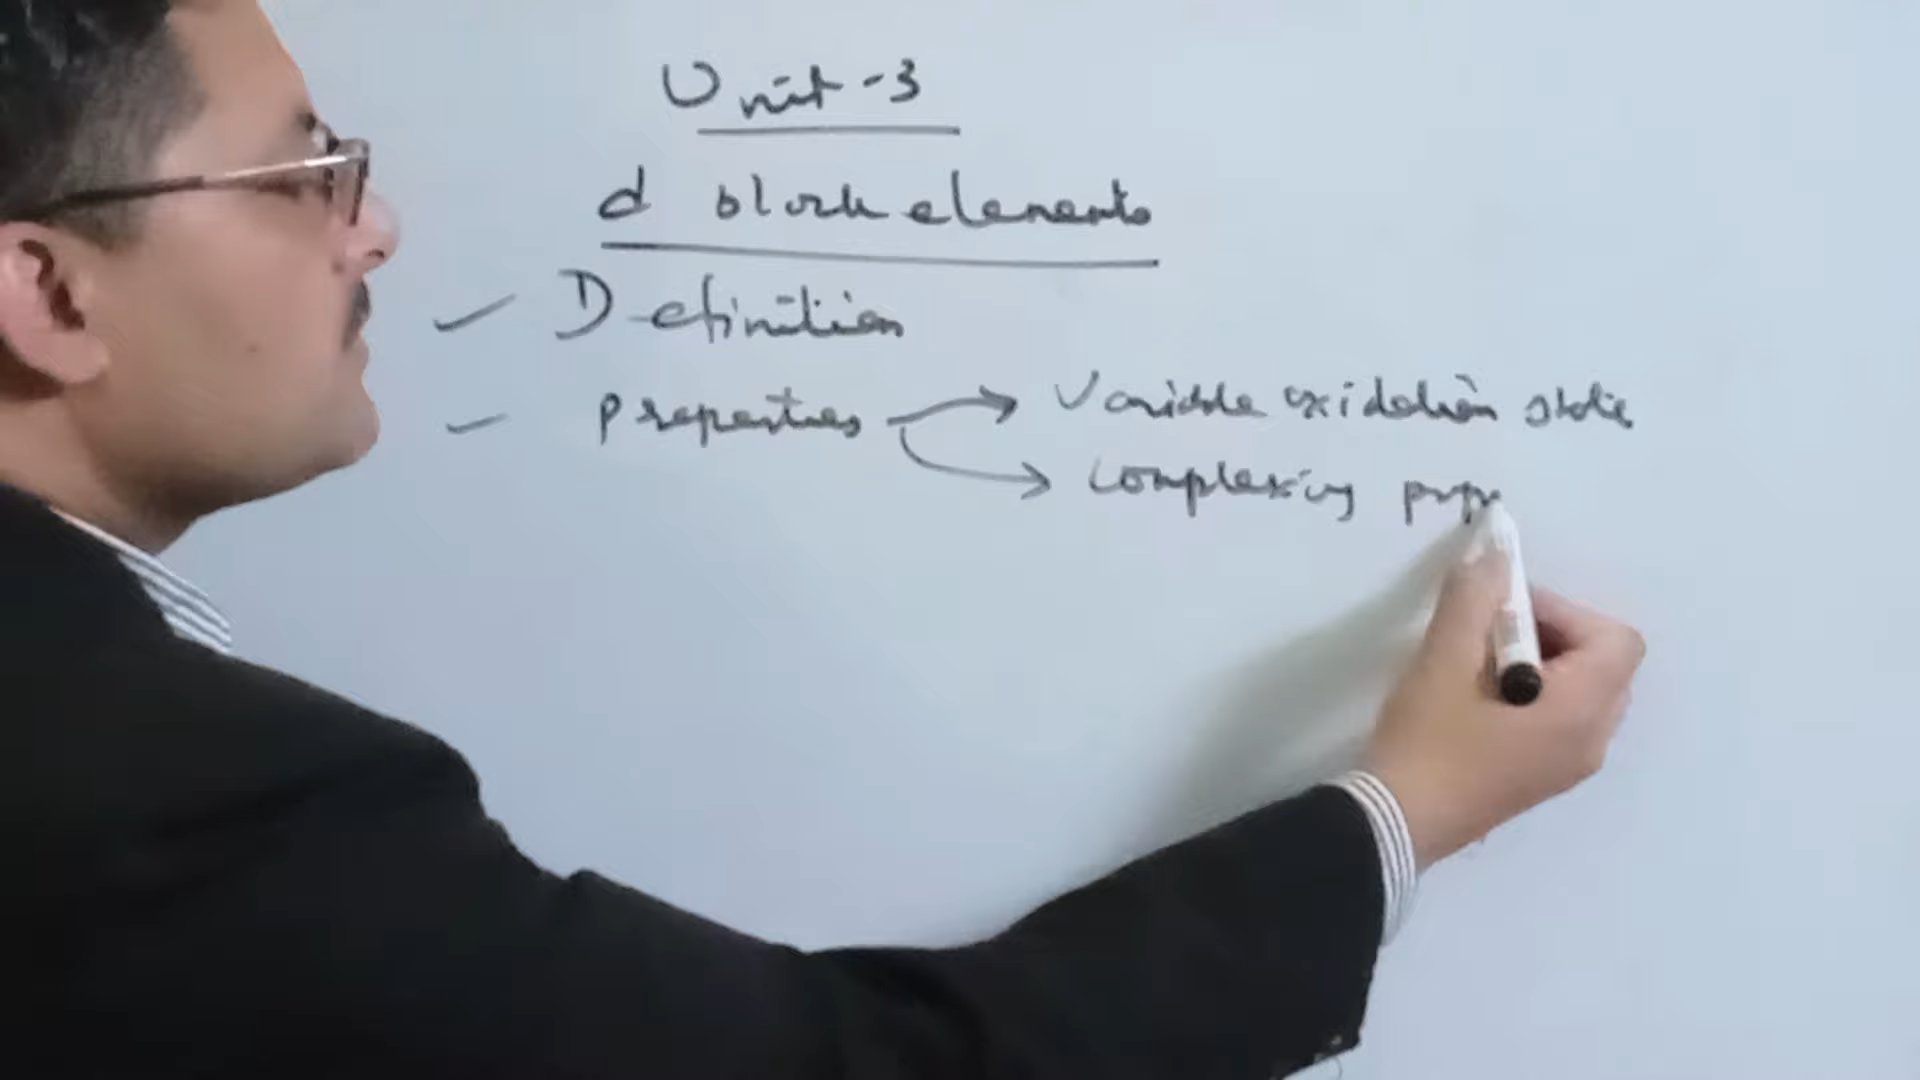 Unit-3
d block elements
Definition
Properties → Variable oxidation state
→ Complexing prop